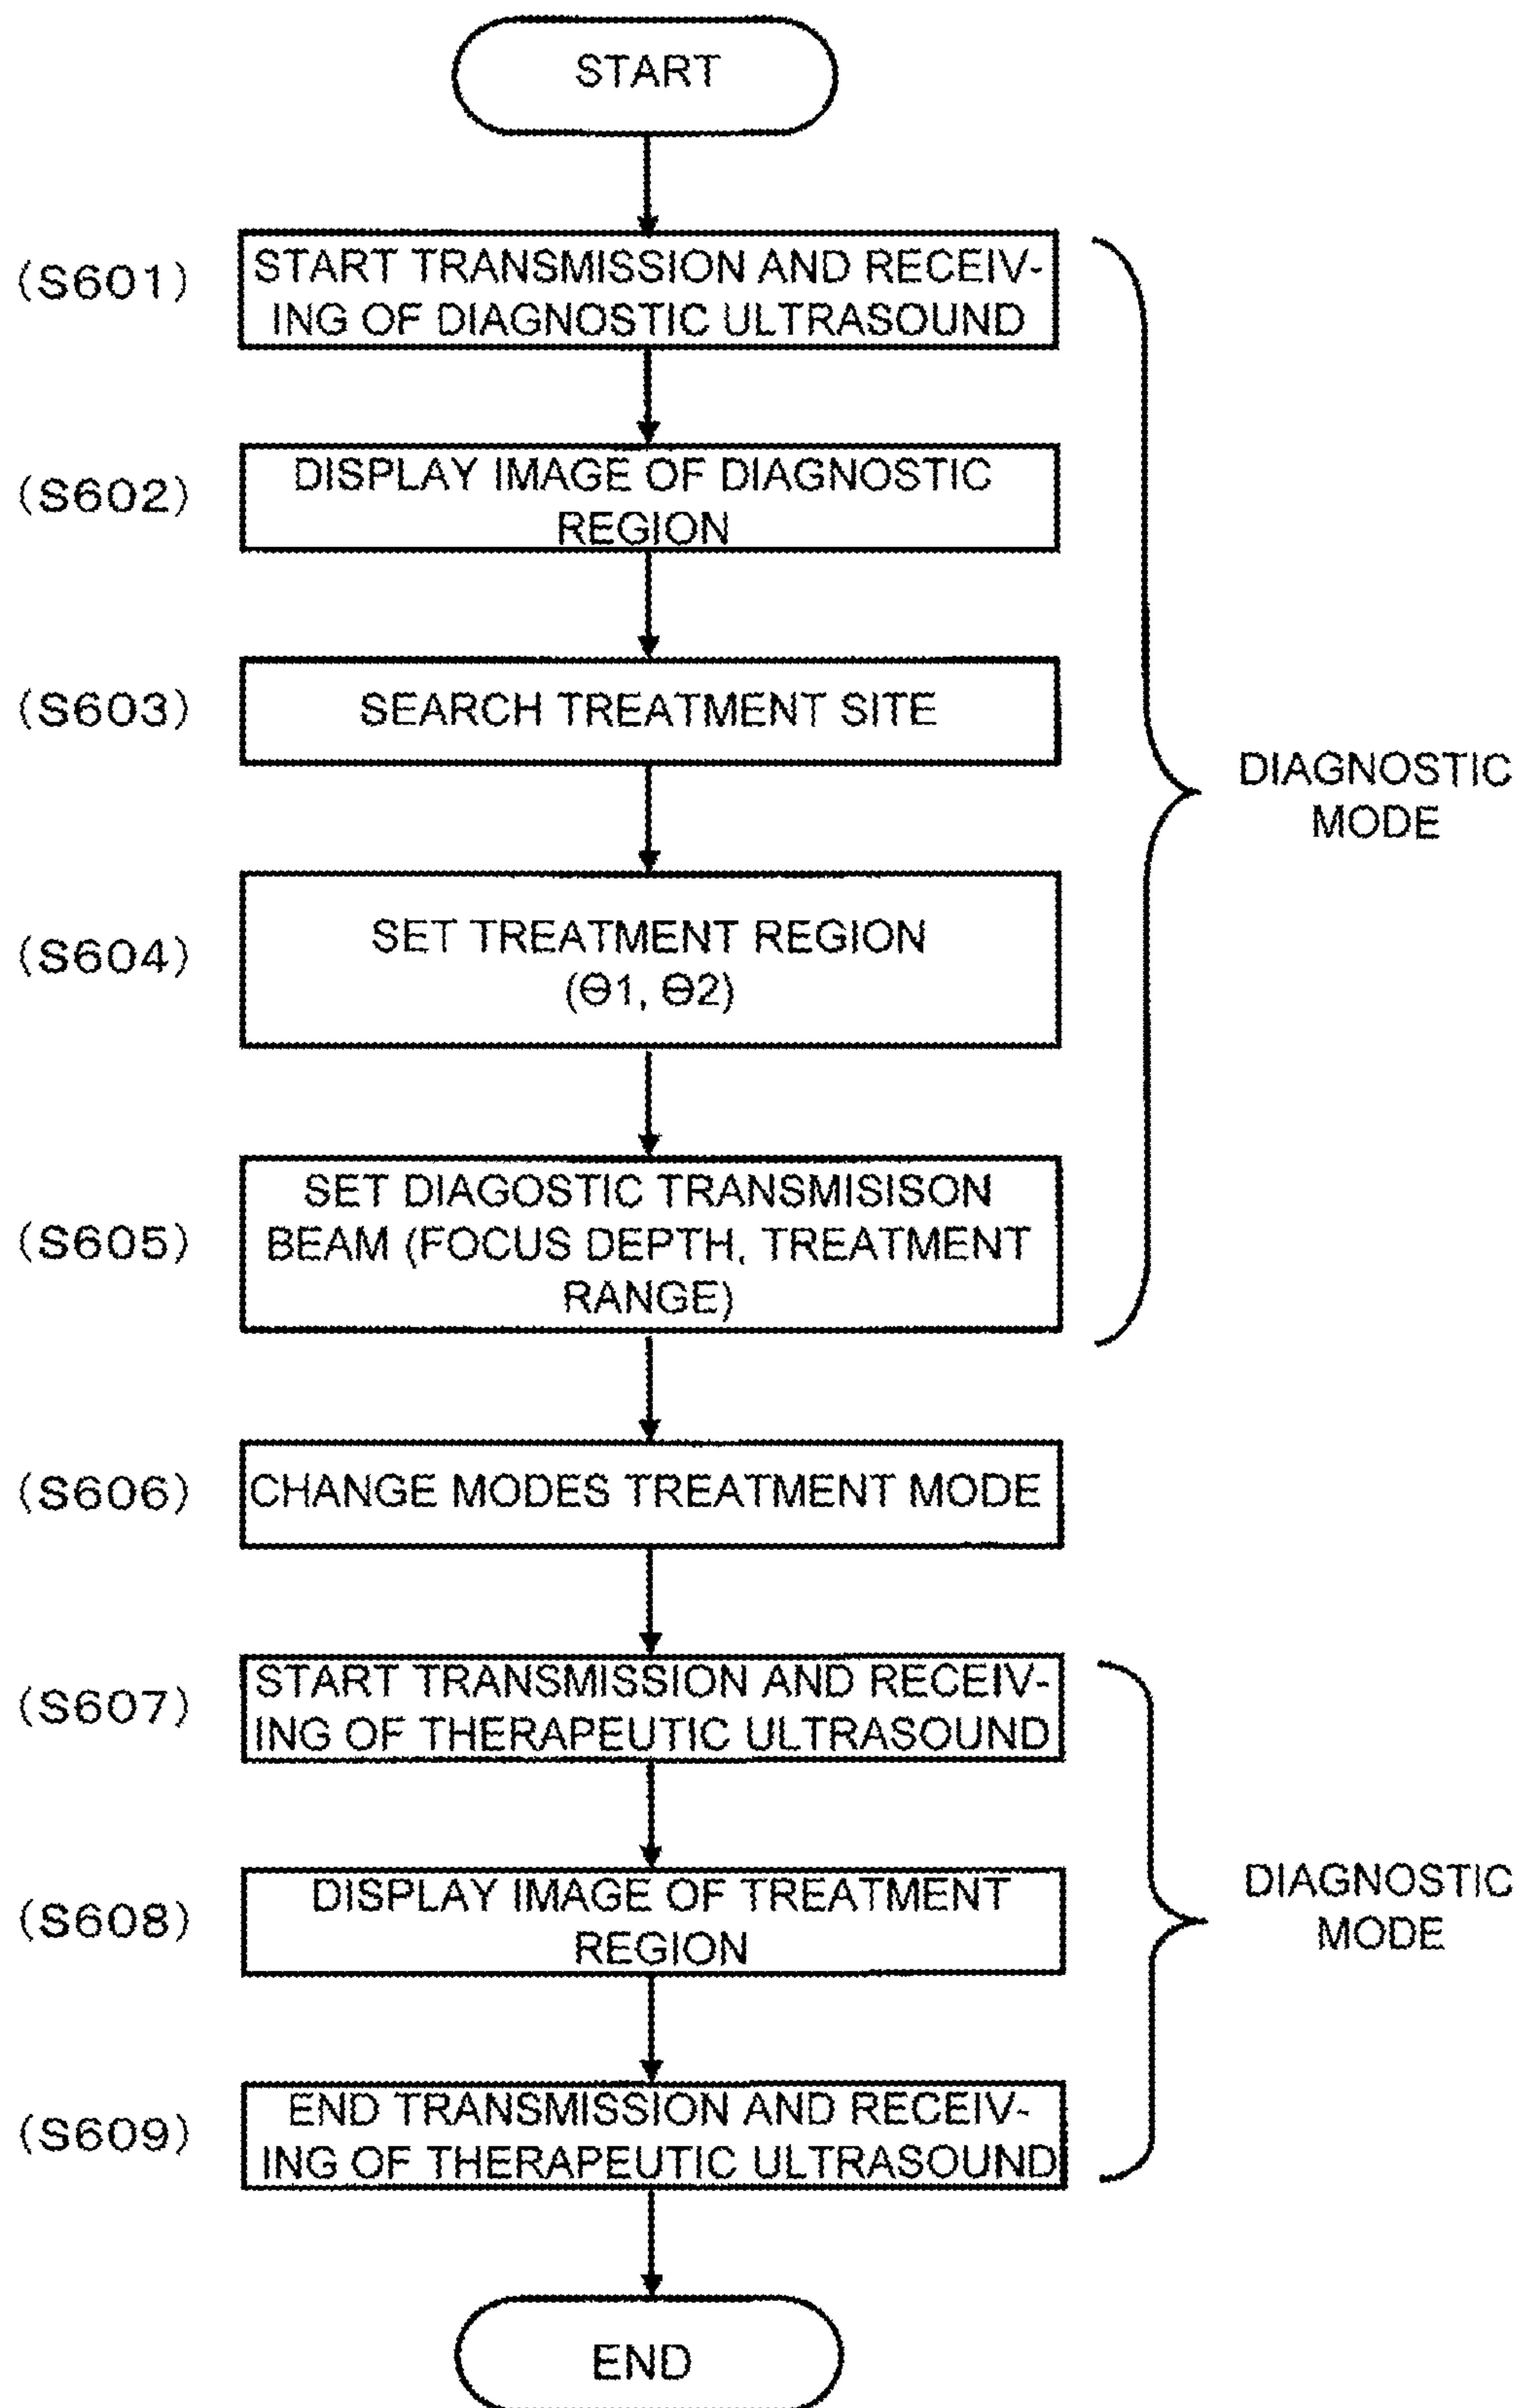 START
(S601)
START TRANSMISSION AND RECEIV-
ING OF DIAGNOSTIC ULTRASOUND
(S602)
DISPLAY IMAGE OF DIAGNOSTIC
REGION
(S603)
SEARCH TREATMENT SITE
DIAGNOSTIC
MODE
(S604)
SET TREATMENT REGION
(Θ1, Θ2)
(S605)
SET DIAGOSTIC TRANSMISISON
BEAM (FOCUS DEPTH, TREATMENT
RANGE)
(S606)
CHANGE MODES TREATMENT MODE
(S607)
START TRANSMISSION AND RECEIV-
ING OF THERAPEUTIC ULTRASOUND
(S608)
DISPLAY IMAGE OF TREATMENT
REGION
DIAGNOSTIC
MODE
(S609)
END TRANSMISSION AND RECEIV-
ING OF THERAPEUTIC ULTRASOUND
END